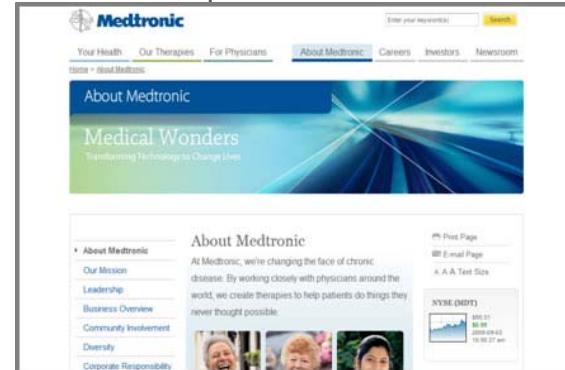 Medtronic
Enter your keyword(s) Search
Your Health Our Therapies For Physicians About Medtronic Careers Investors Newsroom
Home > About Medtronic
About Medtronic
Medical Wonders
Transforming Technology to Change Lives
About Medtronic
Our Mission
Leadership
Business Overview
Community Involvement
Diversity
Corporate Responsibility
About Medtronic
At Medtronic, we're changing the face of chronic
disease. By working closely with physicians around the
world, we create therapies to help patients do things they
never thought possible.
Print Page
E-mail Page
A A A Text Size
NYSE (MDT)